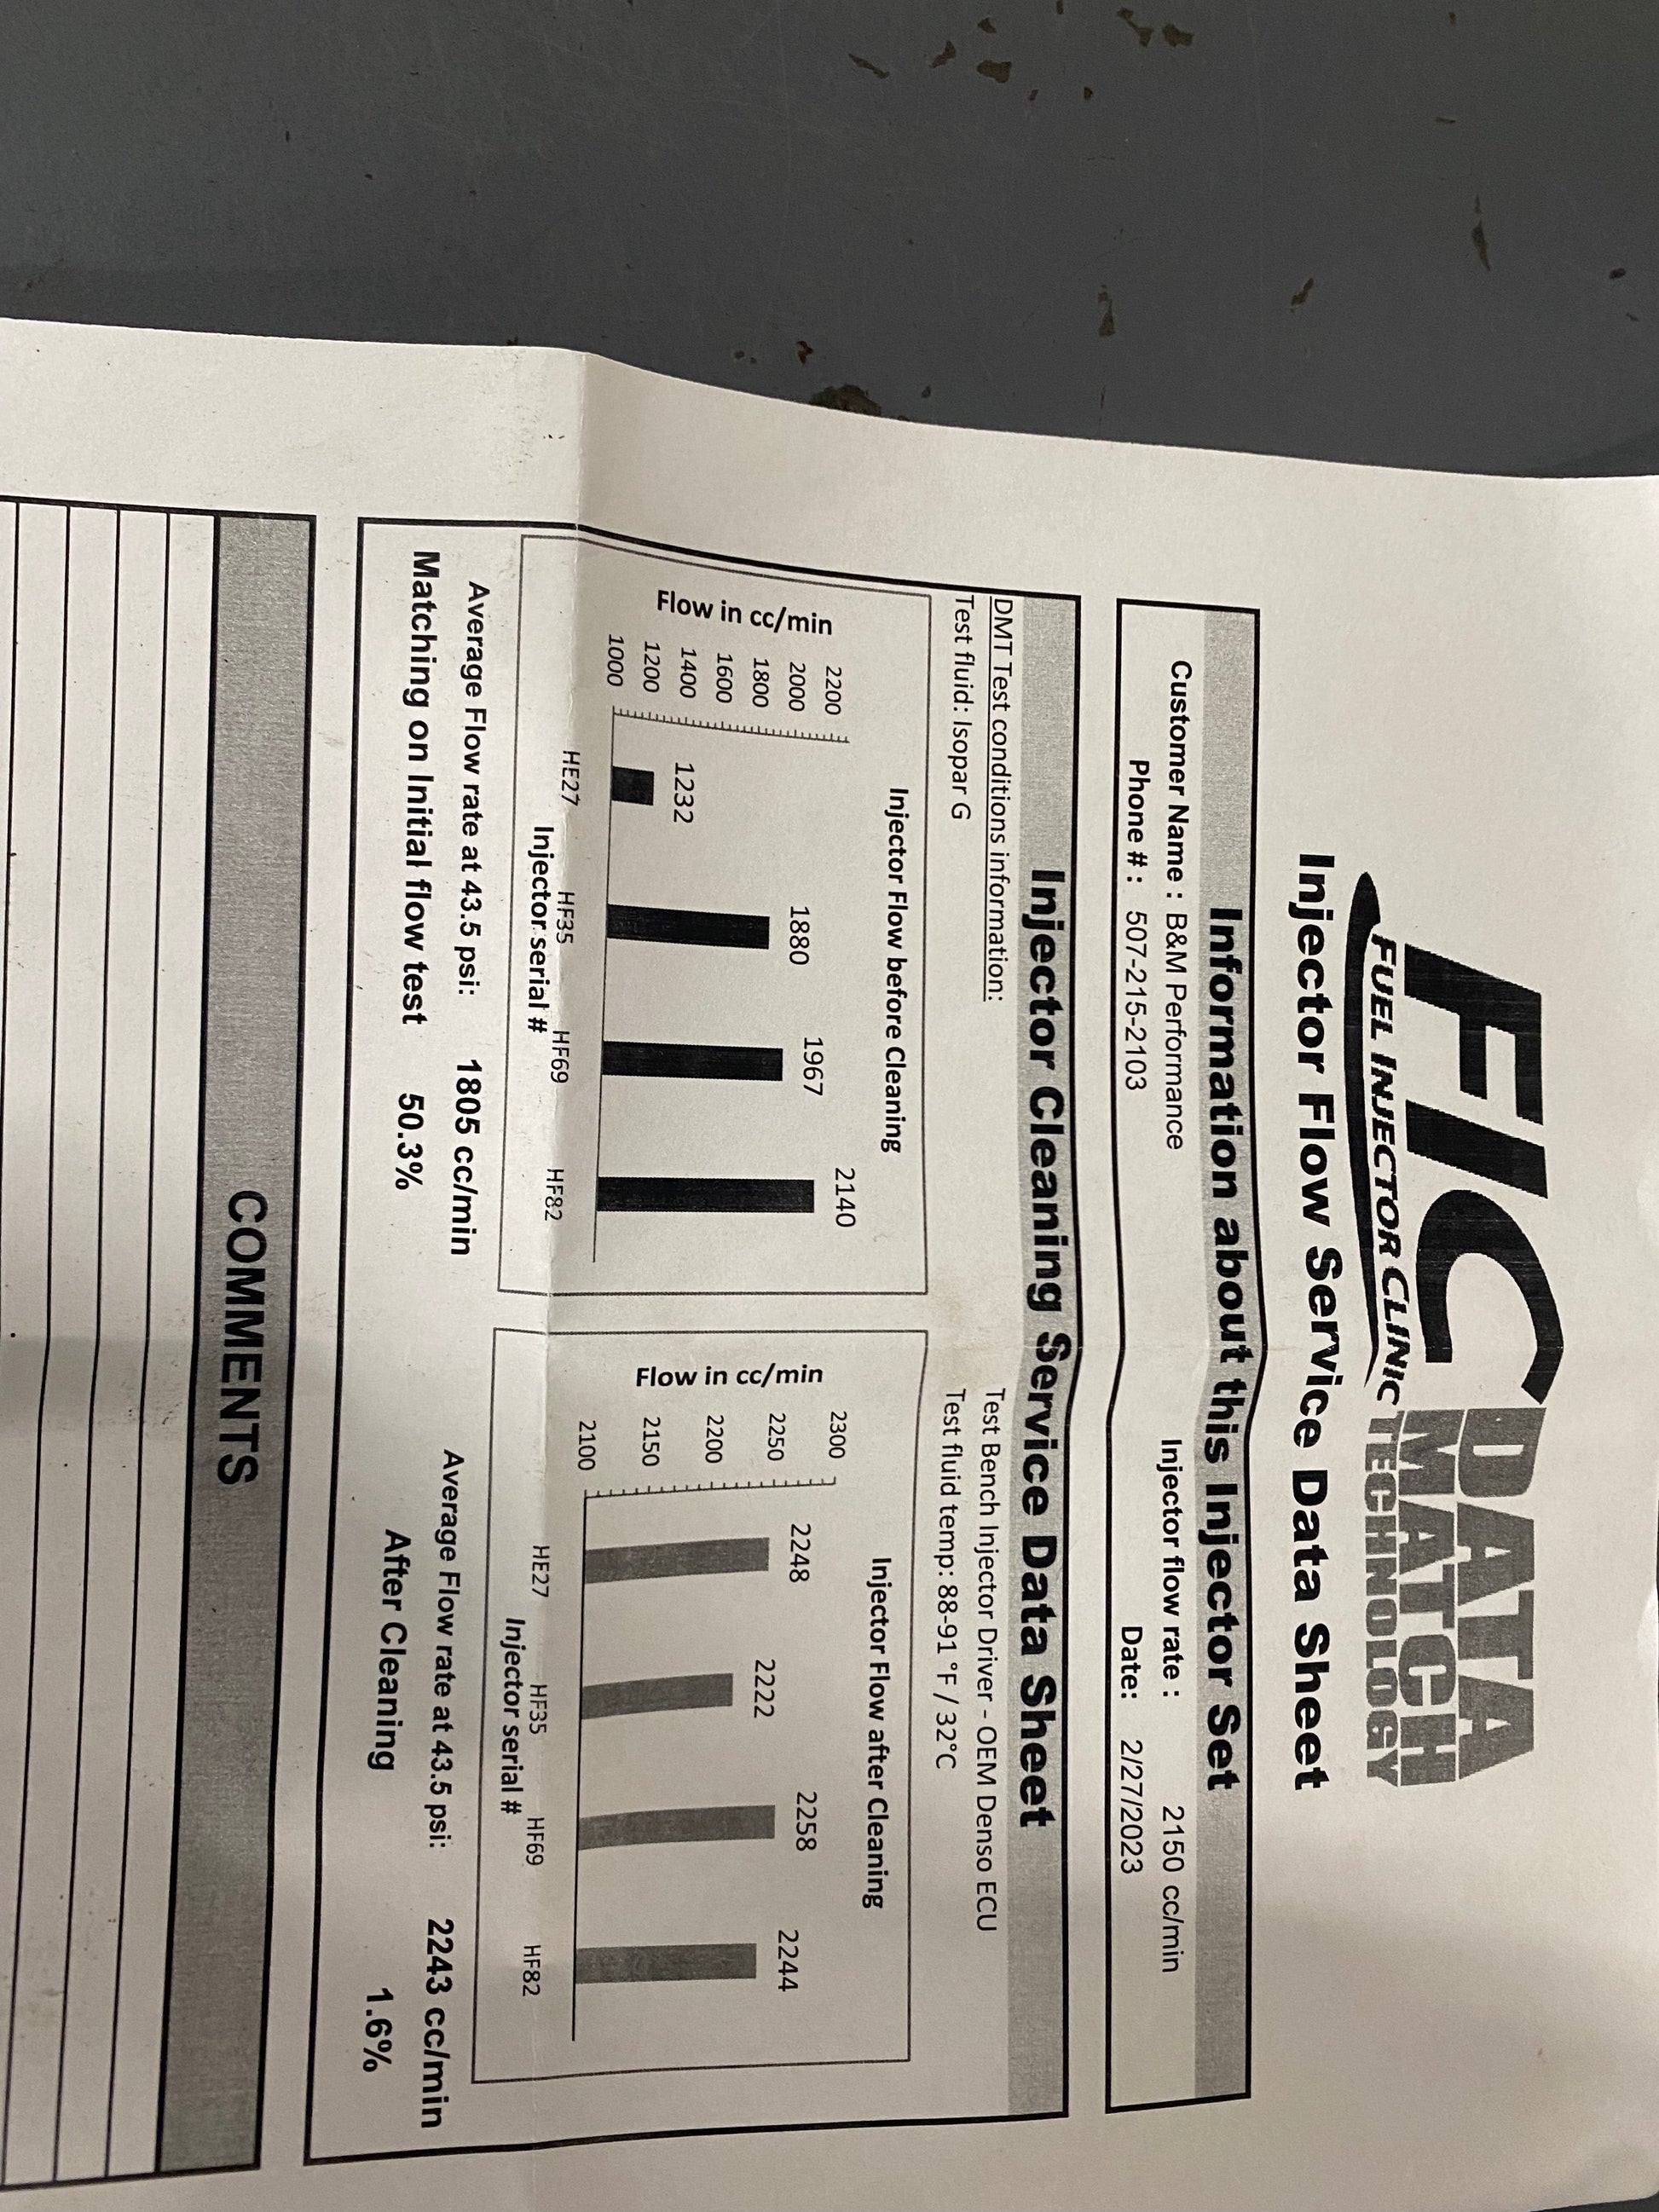 FIC DATA
MATCH
FUEL INJECTOR CLINIC TECHNOLOGY
Injector Flow Service Data Sheet
Information about this Injector Set
Customer Name : B&M Performance Injector flow rate : 2150 cc/min
Phone # : 507-215-2103 Date: 2/27/2023
Injector Cleaning Service Data Sheet
DMT Test conditions information: Test Bench Injector Driver - OEM Denso ECU
Test fluid: Isopar G Test fluid temp: 88-91 °F / 32°C
Injector Flow before Cleaning
Flow in cc/min
2200
2000
1800
1600
1400
1200
1000
1232
1880
1967
2140
HE27 HF35 HF69 HF82
Injector serial #
Injector Flow after Cleaning
Flow in cc/min
2300
2250
2200
2150
2100
2248
2222
2258
2244
HE27 HF35 HF69 HF82
Injector serial #
Average Flow rate at 43.5 psi: 1805 cc/min Average Flow rate at 43.5 psi: 2243 cc/min
Matching on Initial flow test 50.3% After Cleaning 1.6%
COMMENTS